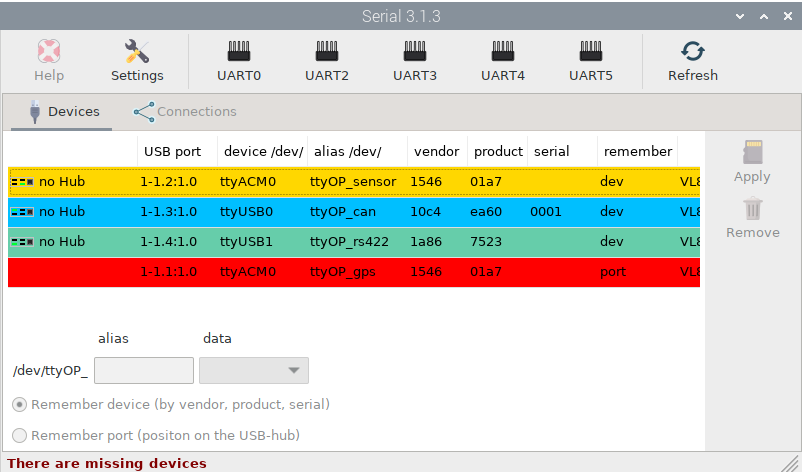 Serial 3.1.3
Help Settings UART0 UART2 UART3 UART4 UART5 Refresh
Devices Connections
USB port device /dev/ alias /dev/ vendor product serial remember
no Hub 1-1.2:1.0 ttyACM0 ttyOP_sensor 1546 01a7 dev VL8
no Hub 1-1.3:1.0 ttyUSB0 ttyOP_can 10c4 ea60 0001 dev VL8
no Hub 1-1.4:1.0 ttyUSB1 ttyOP_rs422 1a86 7523 dev VL8
1-1.1:1.0 ttyACM0 ttyOP_gps 1546 01a7 port VL8
Apply
Remove
alias data
/dev/ttyOP_
Remember device (by vendor, product, serial)
Remember port (positon on the USB-hub)
There are missing devices